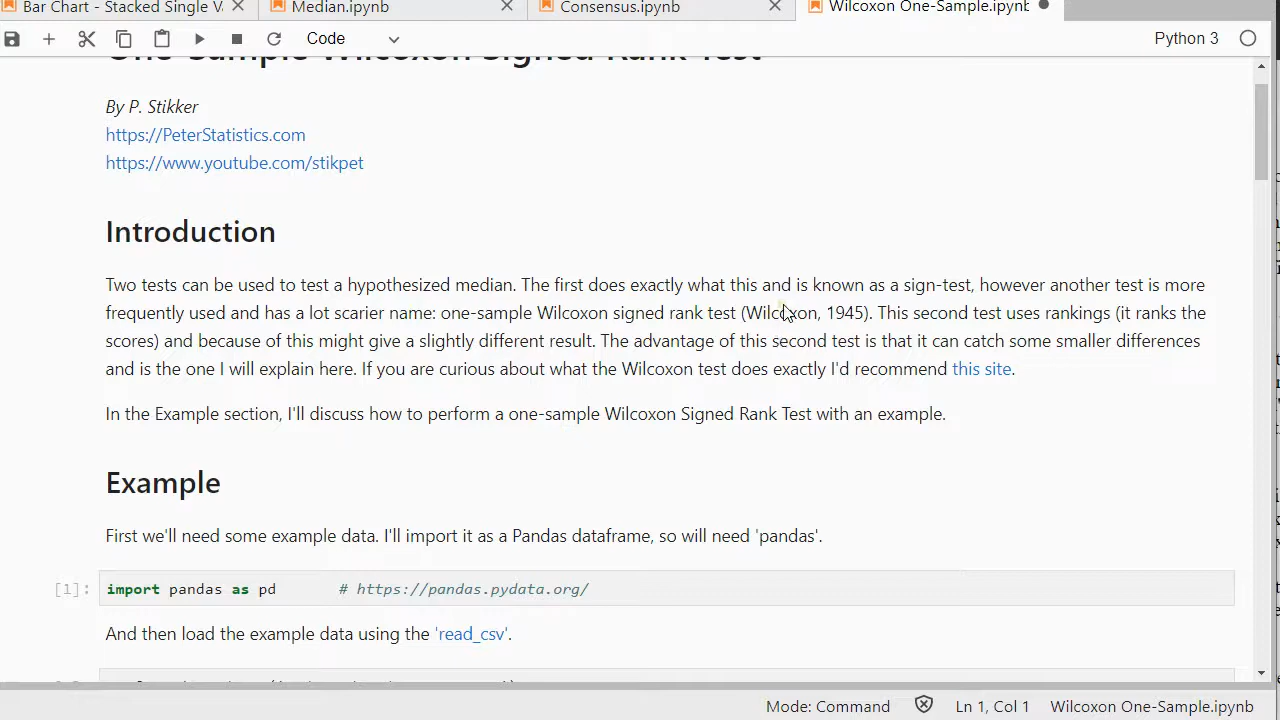 Bar Chart - Stacked Single Va
Median.ipynb
Consensus.ipynb
Wilcoxon One-Sample.ipynb
Code
Python 3
One-Sample Wilcoxon Signed Rank Test
By P. Stikker
https://PeterStatistics.com
https://www.youtube.com/stikpet
Introduction
Two tests can be used to test a hypothesized median. The first does exactly what this and is known as a sign-test, however another test is more
frequently used and has a lot scarier name: one-sample Wilcoxon signed rank test (Wilcoxon, 1945). This second test uses rankings (it ranks the
scores) and because of this might give a slightly different result. The advantage of this second test is that it can catch some smaller differences
and is the one I will explain here. If you are curious about what the Wilcoxon test does exactly I'd recommend this site.
In the Example section, I'll discuss how to perform a one-sample Wilcoxon Signed Rank Test with an example.
Example
First we'll need some example data. I'll import it as a Pandas dataframe, so will need 'pandas'.
[1]: import pandas as pd # https://pandas.pydata.org/
And then load the example data using the 'read_csv'.
Mode: Command
Ln 1, Col 1
Wilcoxon One-Sample.ipynb